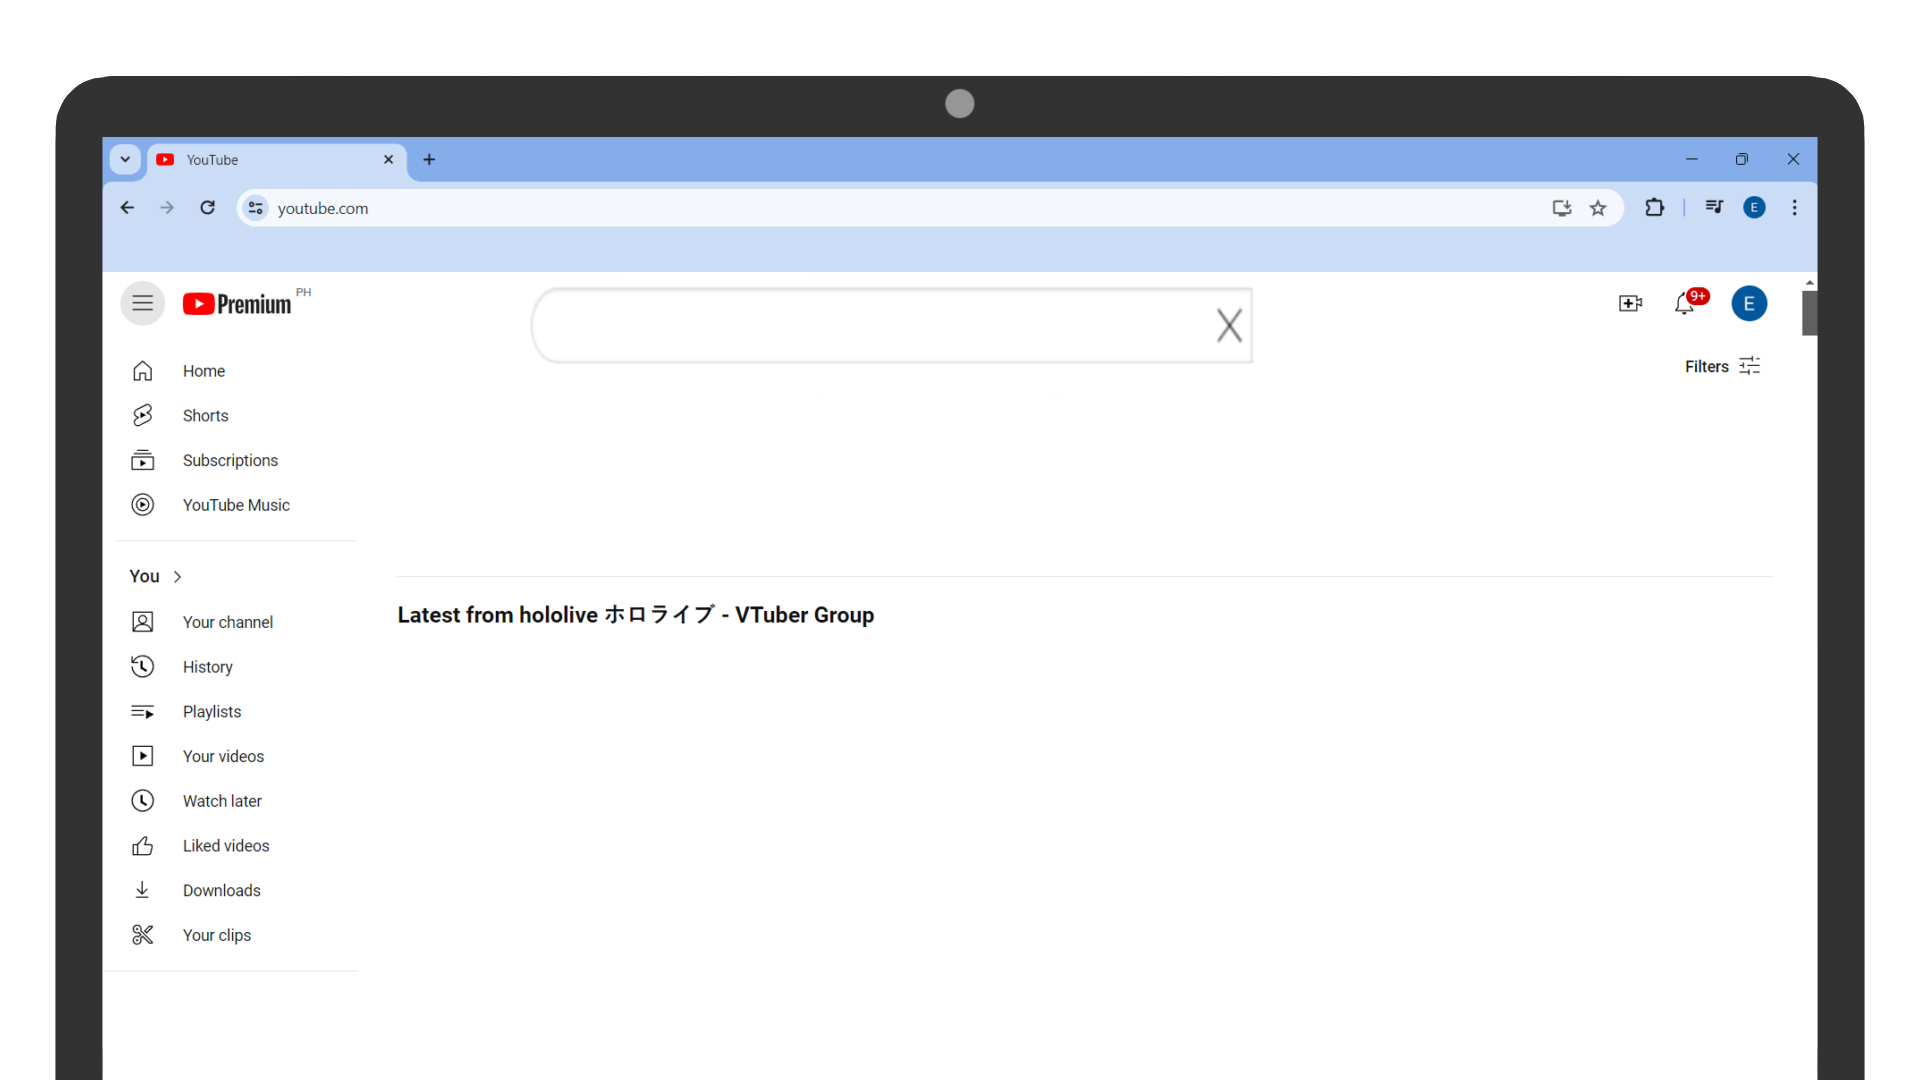 YouTube
youtube.com
E
Premium PH
9+
E
Filters
Home
Shorts
Subscriptions
YouTube Music
You
Your channel
History
Playlists
Your videos
Watch later
Liked videos
Downloads
Your clips
Latest from hololive ホロライブ - VTuber Group